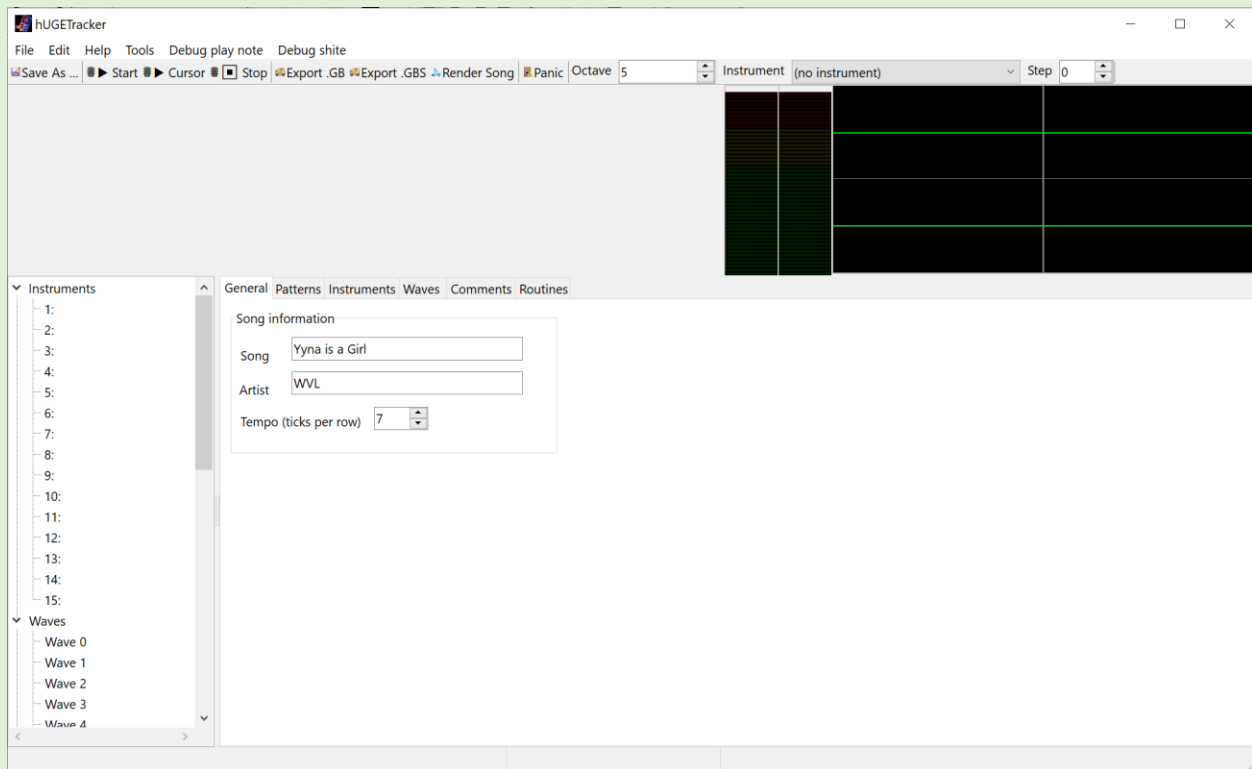 hUGETracker
File Edit Help Tools Debug play note Debug shite
Save As ... Start Cursor Stop Export .GB Export .GBS Render Song Panic Octave 5 Instrument (no instrument) Step 0
Instruments
1:
2:
3:
4:
5:
6:
7:
8:
9:
10:
11:
12:
13:
14:
15:
Waves
Wave 0
Wave 1
Wave 2
Wave 3
Wave 4
General Patterns Instruments Waves Comments Routines
Song information
Song Yyna is a Girl
Artist WVL
Tempo (ticks per row) 7